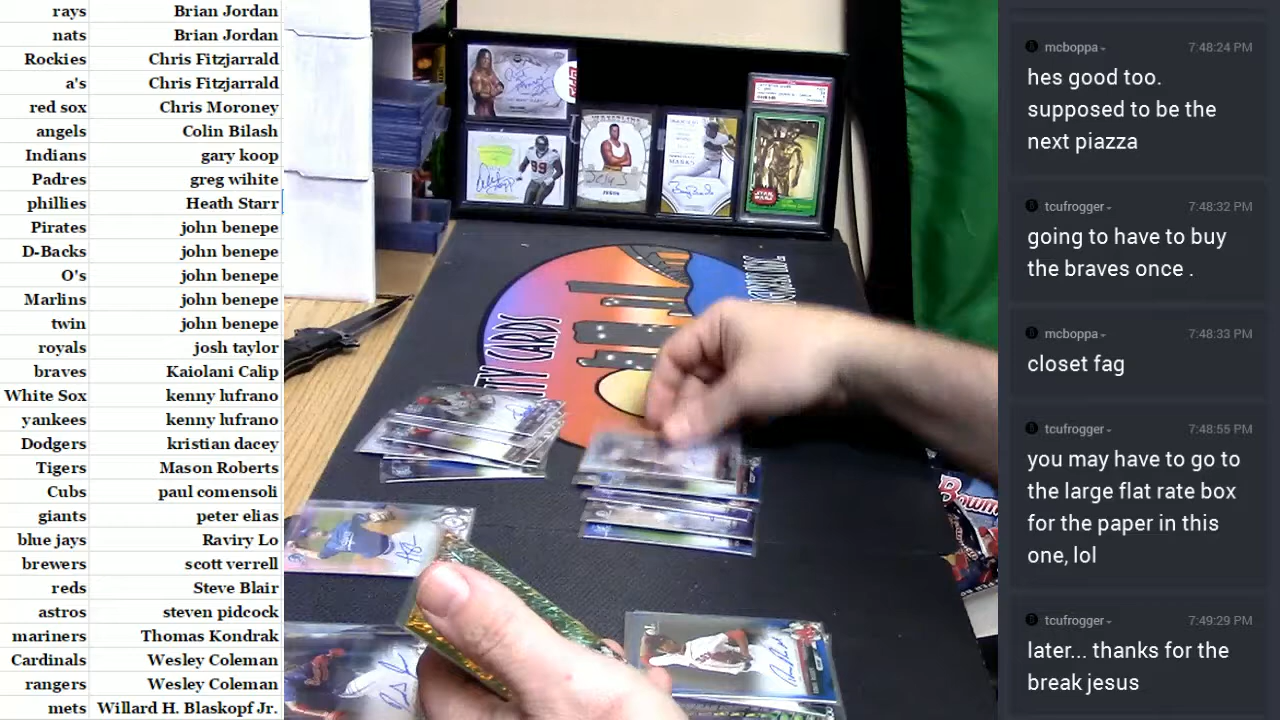 rays Brian Jordan
nats Brian Jordan
Rockies Chris Fitzjarrald
a's Chris Fitzjarrald
red sox Chris Moroney
angels Colin Bilash
Indians gary koop
Padres greg wihite
phillies Heath Starr
Pirates john benepe
D-Backs john benepe
O's john benepe
Marlins john benepe
twin john benepe
royals josh taylor
braves Kaiolani Calip
White Sox kenny lufrano
yankees kenny lufrano
Dodgers kristian dacey
Tigers Mason Roberts
Cubs paul comensoli
giants peter elias
blue jays Raviry Lo
brewers scott verrell
reds Steve Blair
astros steven pidcock
mariners Thomas Kondrak
Cardinals Wesley Coleman
rangers Wesley Coleman
mets Willard H. Blaskopf Jr.
STAR WARS
CARDS
Bowm
mcboppa 7:48:24 PM
hes good too.
supposed to be the
next piazza
tcufrogger 7:48:32 PM
going to have to buy
the braves once .
mcboppa 7:48:33 PM
closet fag
tcufrogger 7:48:55 PM
you may have to go to
the large flat rate box
for the paper in this
one, lol
tcufrogger 7:49:29 PM
later... thanks for the
break jesus